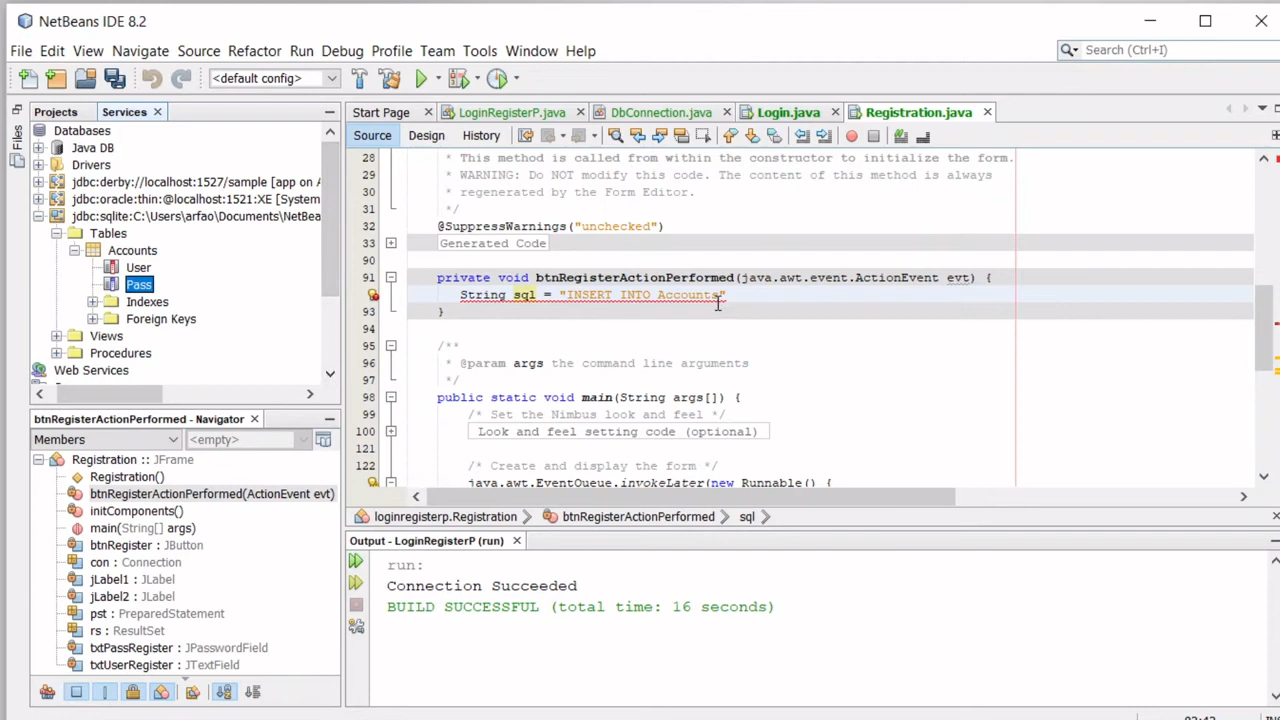 NetBeans IDE 8.2
File Edit View Navigate Source Refactor Run Debug Profile Team Tools Window Help
Search (Ctrl+I)
<default config>
Projects Services
Files
Start Page LoginRegisterP.java DbConnection.java Login.java Registration.java
Source Design History
Databases
Java DB
Drivers
jdbc:derby://localhost:1527/sample [app on A
jdbc:oracle:thin:@localhost:1521:XE [System
jdbc:sqlite:C:\Users\arfao\Documents\NetBea
Tables
Accounts
User
Pass
Indexes
Foreign Keys
Views
Procedures
Web Services
28 * This method is called from within the constructor to initialize the form.
29 * WARNING: Do NOT modify this code. The content of this method is always
30 * regenerated by the Form Editor.
31 */
32 @SuppressWarnings("unchecked")
33 Generated Code
90
91 private void btnRegisterActionPerformed(java.awt.event.ActionEvent evt) {
String sql = "INSERT INTO Accounts"
93 }
94
95 /**
96 * @param args the command line arguments
97 */
98 public static void main(String args[]) {
99 /* Set the Nimbus look and feel */
100 Look and feel setting code (optional)
121
122 /* Create and display the form */
java.awt.EventQueue.invokeLater(new Runnable() {
loginregisterp.Registration btnRegisterActionPerformed sql
btnRegisterActionPerformed - Navigator
Members <empty>
Registration :: JFrame
Registration()
btnRegisterActionPerformed(ActionEvent evt)
initComponents()
main(String[] args)
btnRegister : JButton
con : Connection
jLabel1 : JLabel
jLabel2 : JLabel
pst : PreparedStatement
rs : ResultSet
txtPassRegister : JPasswordField
txtUserRegister : JTextField
Output - LoginRegisterP (run)
run:
Connection Succeeded
BUILD SUCCESSFUL (total time: 16 seconds)